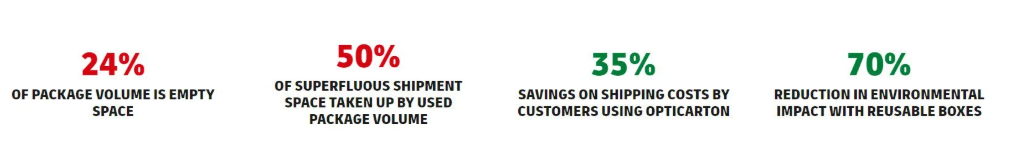 24%
OF PACKAGE VOLUME IS EMPTY
SPACE
50%
OF SUPERFLUOUS SHIPMENT
SPACE TAKEN UP BY USED
PACKAGE VOLUME
35%
SAVINGS ON SHIPPING COSTS BY
CUSTOMERS USING OPTICARTON
70%
REDUCTION IN ENVIRONMENTAL
IMPACT WITH REUSABLE BOXES